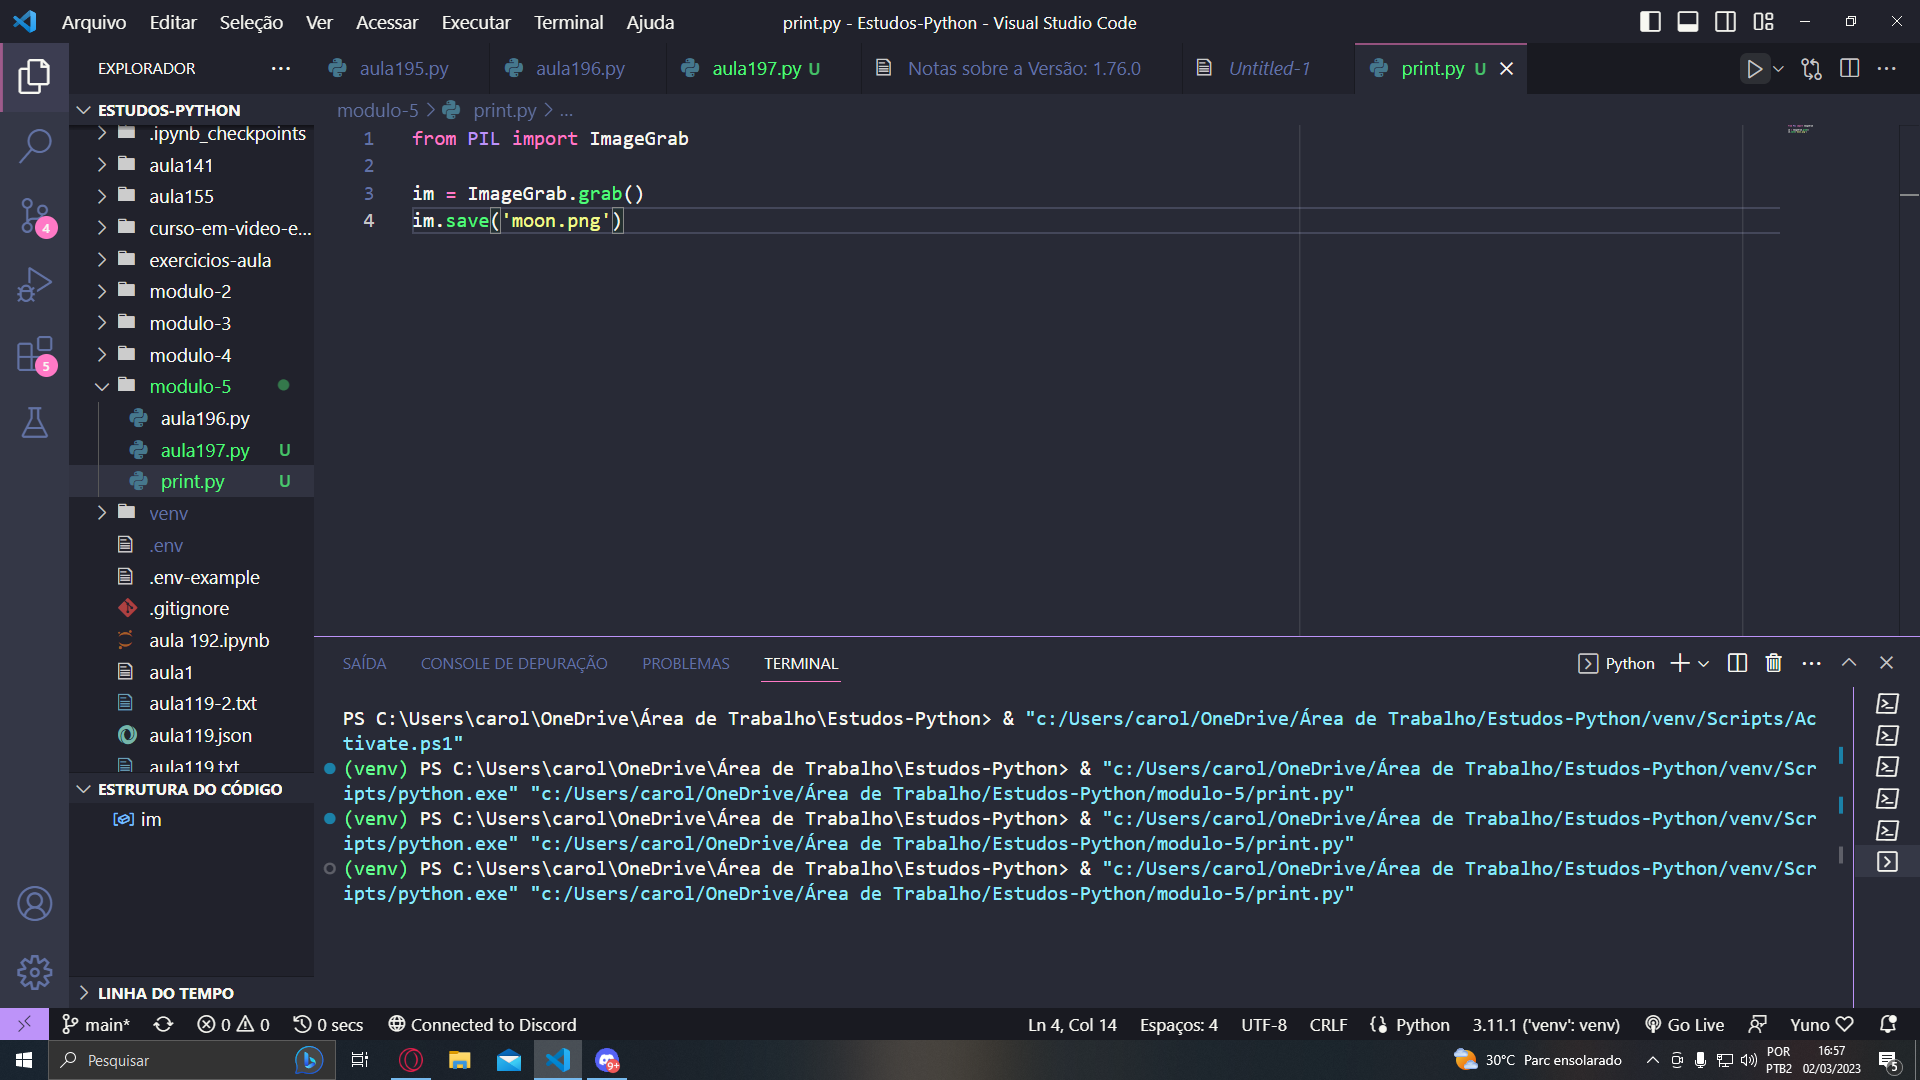 Arquivo Editar Seleção Ver Acessar Executar Terminal Ajuda
print.py - Estudos-Python - Visual Studio Code
EXPLORADOR
aula195.py
aula196.py
aula197.py U
Notas sobre a Versão: 1.76.0
Untitled-1
print.py U
ESTUDOS-PYTHON
modulo-5 > print.py > ...
.ipynb_checkpoints
aula141
aula155
curso-em-video-e...
exercicios-aula
modulo-2
modulo-3
modulo-4
modulo-5
aula196.py
aula197.py U
print.py U
venv
.env
.env-example
.gitignore
aula 192.ipynb
aula1
aula119-2.txt
aula119.json
aula119.txt
4
5
1 from PIL import ImageGrab
2
3 im = ImageGrab.grab()
4 im.save('moon.png')
ESTRUTURA DO CÓDIGO
im
LINHA DO TEMPO
SAÍDA CONSOLE DE DEPURAÇÃO PROBLEMAS TERMINAL
Python
PS C:\Users\carol\OneDrive\Área de Trabalho\Estudos-Python> & "c:/Users/carol/OneDrive/Área de Trabalho/Estudos-Python/venv/Scripts/Ac
tivate.ps1"
(venv) PS C:\Users\carol\OneDrive\Área de Trabalho\Estudos-Python> & "c:/Users/carol/OneDrive/Área de Trabalho/Estudos-Python/venv/Scr
ipts/python.exe" "c:/Users/carol/OneDrive/Área de Trabalho/Estudos-Python/modulo-5/print.py"
(venv) PS C:\Users\carol\OneDrive\Área de Trabalho\Estudos-Python> & "c:/Users/carol/OneDrive/Área de Trabalho/Estudos-Python/venv/Scr
ipts/python.exe" "c:/Users/carol/OneDrive/Área de Trabalho/Estudos-Python/modulo-5/print.py"
(venv) PS C:\Users\carol\OneDrive\Área de Trabalho\Estudos-Python> & "c:/Users/carol/OneDrive/Área de Trabalho/Estudos-Python/venv/Scr
ipts/python.exe" "c:/Users/carol/OneDrive/Área de Trabalho/Estudos-Python/modulo-5/print.py"
main* 0 0 0 secs Connected to Discord
Ln 4, Col 14 Espaços: 4 UTF-8 CRLF Python 3.11.1 ('venv': venv) Go Live Yuno
Pesquisar
9+
30°C Parc ensolarado
POR
PTB2
16:57
02/03/2023
5